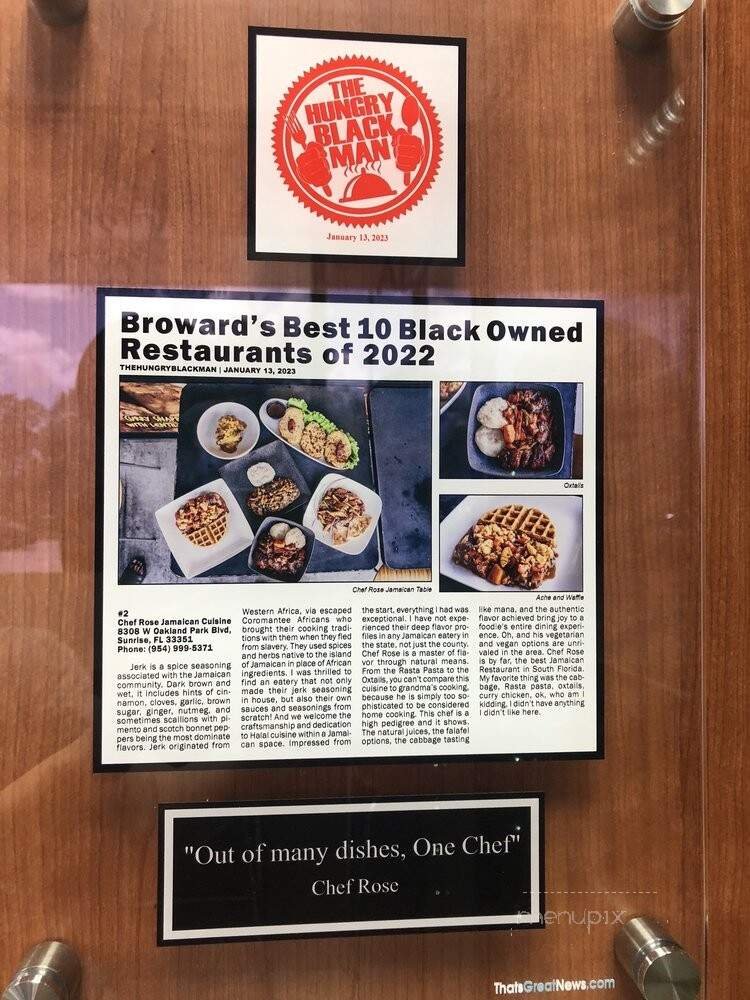 THE
HUNGRY
BLACK
MAN
January 13, 2023
Broward's Best 10 Black Owned
Restaurants of 2022
THEHUNGRYBLACKMAN | JANUARY 13, 2023
Oxtails
Chef Rose Jamaican Table
Ache and Waffle
#2
Chef Rose Jamaican Cuisine
8308 W Oakland Park Blvd,
Sunrise, FL 33351
Phone: (954) 999-5371
Jerk is a spice seasoning
associated with the Jamaican
community. Dark brown and
wet, it includes hints of cin-
namon, cloves, garlic, brown
sugar, ginger, nutmeg, and
sometimes scallions with pi-
mento and scotch bonnet pep-
pers being the most dominate
flavors. Jerk originated from
Western Africa, via escaped
Coromantee Africans who
brought their cooking tradi-
tions with them when they fled
from slavery. They used spices
and herbs native to the island
of Jamaican in place of African
ingredients. I was thrilled to
find an eatery that not only
made their jerk seasoning
in house, but also their own
sauces and seasonings from
scratch! And we welcome the
craftsmanship and dedication
to Halal cuisine within a Jamai-
can space. Impressed from
the start, everything I had was
exceptional. I have not expe-
rienced their deep flavor pro-
files in any Jamaican eatery in
the state, not just the county.
Chef Rose is a master of fla-
vor through natural means.
From the Rasta Pasta to the
Oxtails, you can't compare this
cuisine to grandma's cooking,
because he is simply too so-
phisticated to be considered
home cooking. This chef is a
high pedigree and it shows.
The natural juices, the falafel
options, the cabbage tasting
like mana, and the authentic
flavor achieved bring joy to a
foodie's entire dining experi-
ence. Oh, and his vegetarian
and vegan options are unri-
valed in the area. Chef Rose
is by far, the best Jamaican
Restaurant in South Florida.
My favorite thing was the cab-
bage, Rasta pasta, oxtails,
curry chicken, ok, who am I
kidding, I didn't have anything
I didn't like here.
"Out of many dishes, One Chef"
Chef Rose
menupix
ThatsGreatNews.com